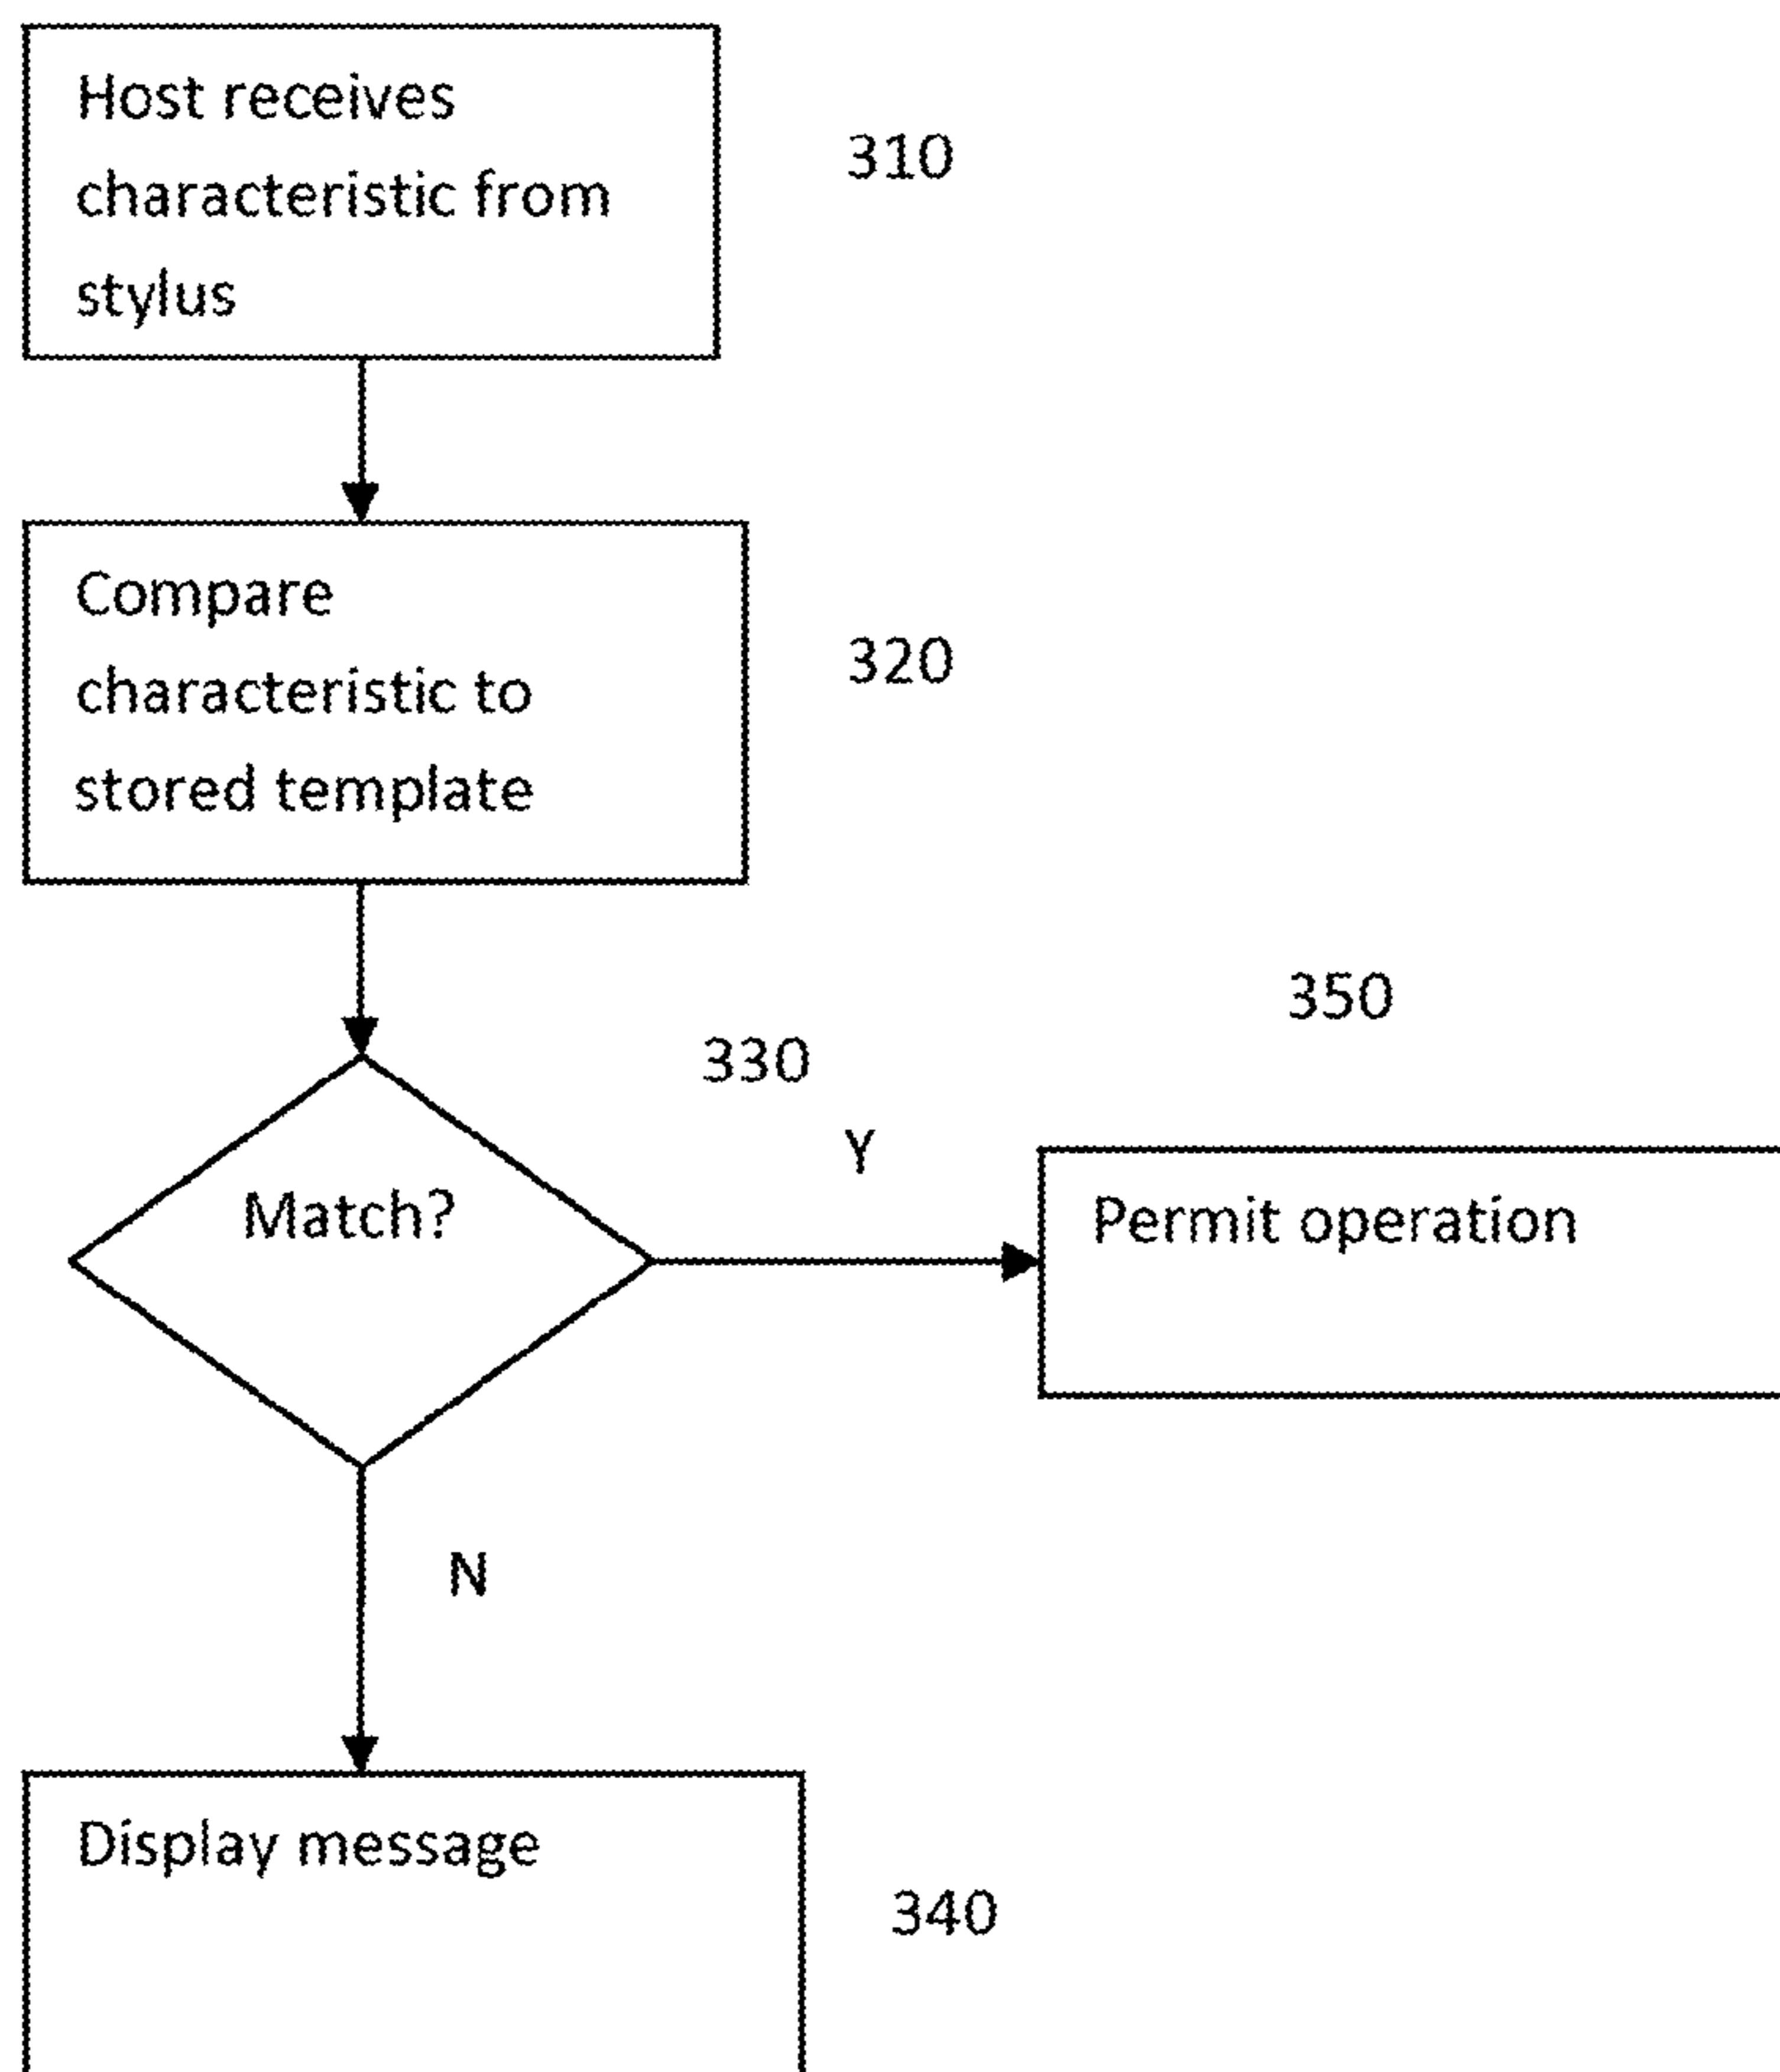 Host receives
characteristic from
stylus
310
Compare
characteristic to
stored template
320
330
350
Y
Match?
Permit operation
N
Display message
340